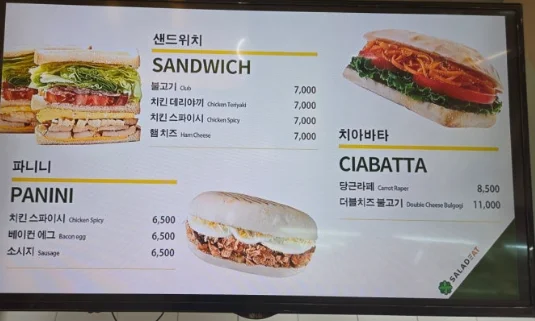 샌드위치
SANDWICH
불고기 Club 7,000
치킨 데리야끼 Chicken Teriyaki 7,000
치킨 스파이시 Chicken Spicy 7,000
햄 치즈 Ham Cheese 7,000
파니니
PANINI
치킨 스파이시 Chicken Spicy 6,500
베이컨 에그 Bacon egg 6,500
소시지 Sausage 6,500
치아바타
CIABATTA
당근라페 Carrot Raper 8,500
더블치즈 불고기 Double Cheese Bulgogi 11,000
SALADEAT